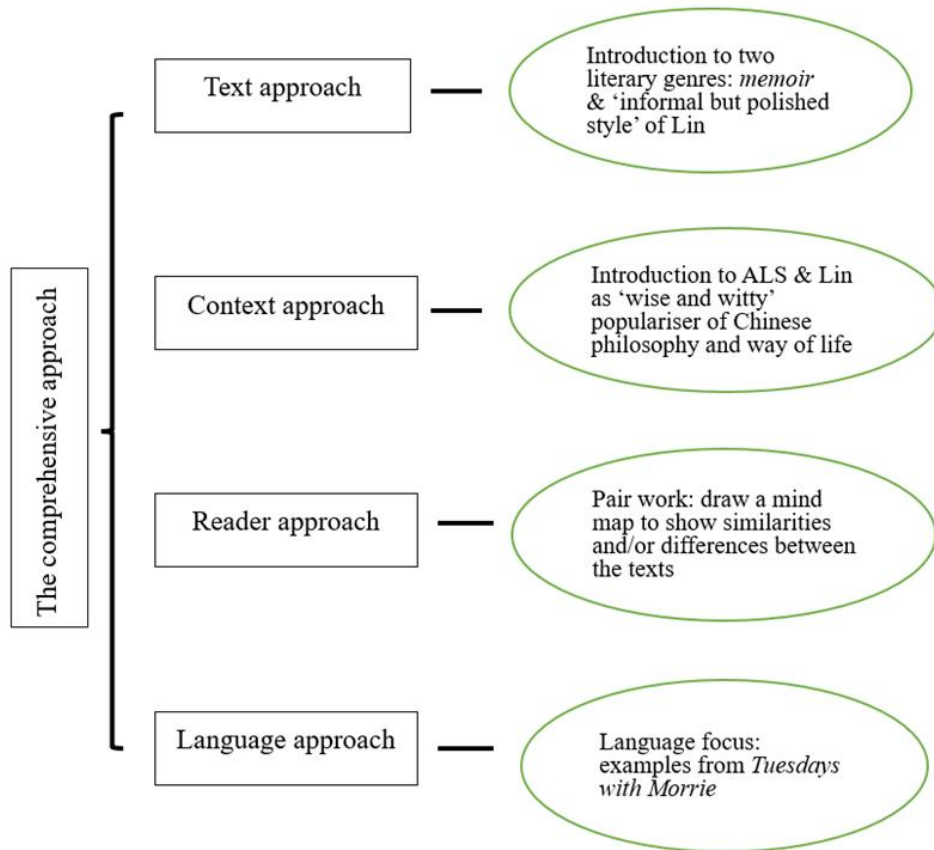 The comprehensive approach
Text approach
Introduction to two
literary genres: memoir
& ‘informal but polished
style’ of Lin
Context approach
Introduction to ALS & Lin
as ‘wise and witty’
populariser of Chinese
philosophy and way of life
Reader approach
Pair work: draw a mind
map to show similarities
and/or differences between
the texts
Language approach
Language focus:
examples from Tuesdays
with Morrie